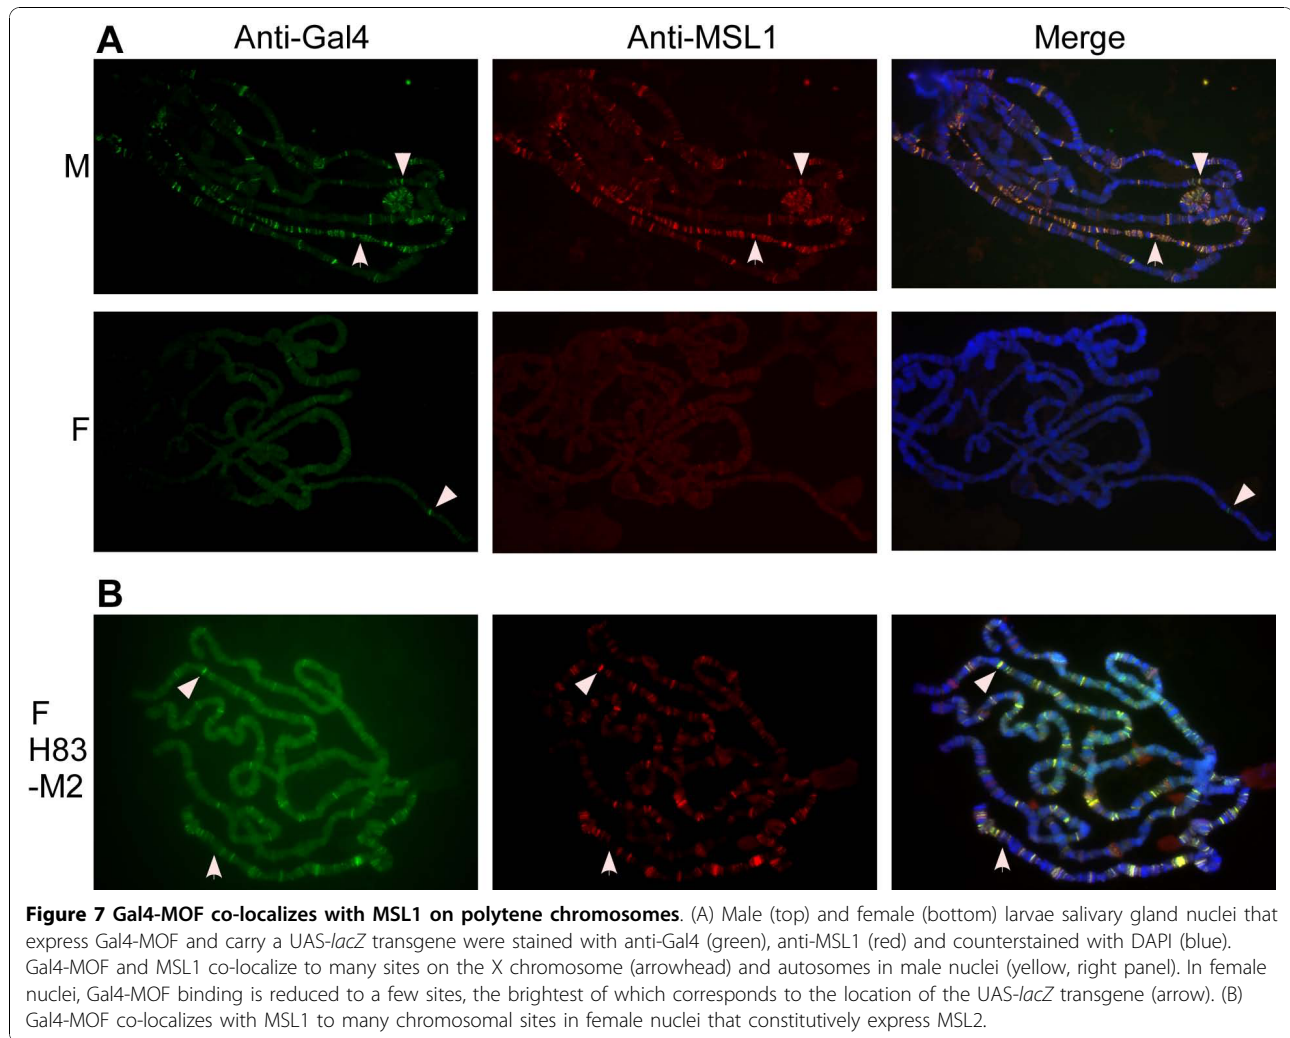 A
Anti-Gal4 Anti-MSL1 Merge
M
F
B
F
H83
-M2
Figure 7 Gal4-MOF co-localizes with MSL1 on polytene chromosomes. (A) Male (top) and female (bottom) larvae salivary gland nuclei that
express Gal4-MOF and carry a UAS-lacZ transgene were stained with anti-Gal4 (green), anti-MSL1 (red) and counterstained with DAPI (blue).
Gal4-MOF and MSL1 co-localize to many sites on the X chromosome (arrowhead) and autosomes in male nuclei (yellow, right panel). In female
nuclei, Gal4-MOF binding is reduced to a few sites, the brightest of which corresponds to the location of the UAS-lacZ transgene (arrow). (B)
Gal4-MOF co-localizes with MSL1 to many chromosomal sites in female nuclei that constitutively express MSL2.